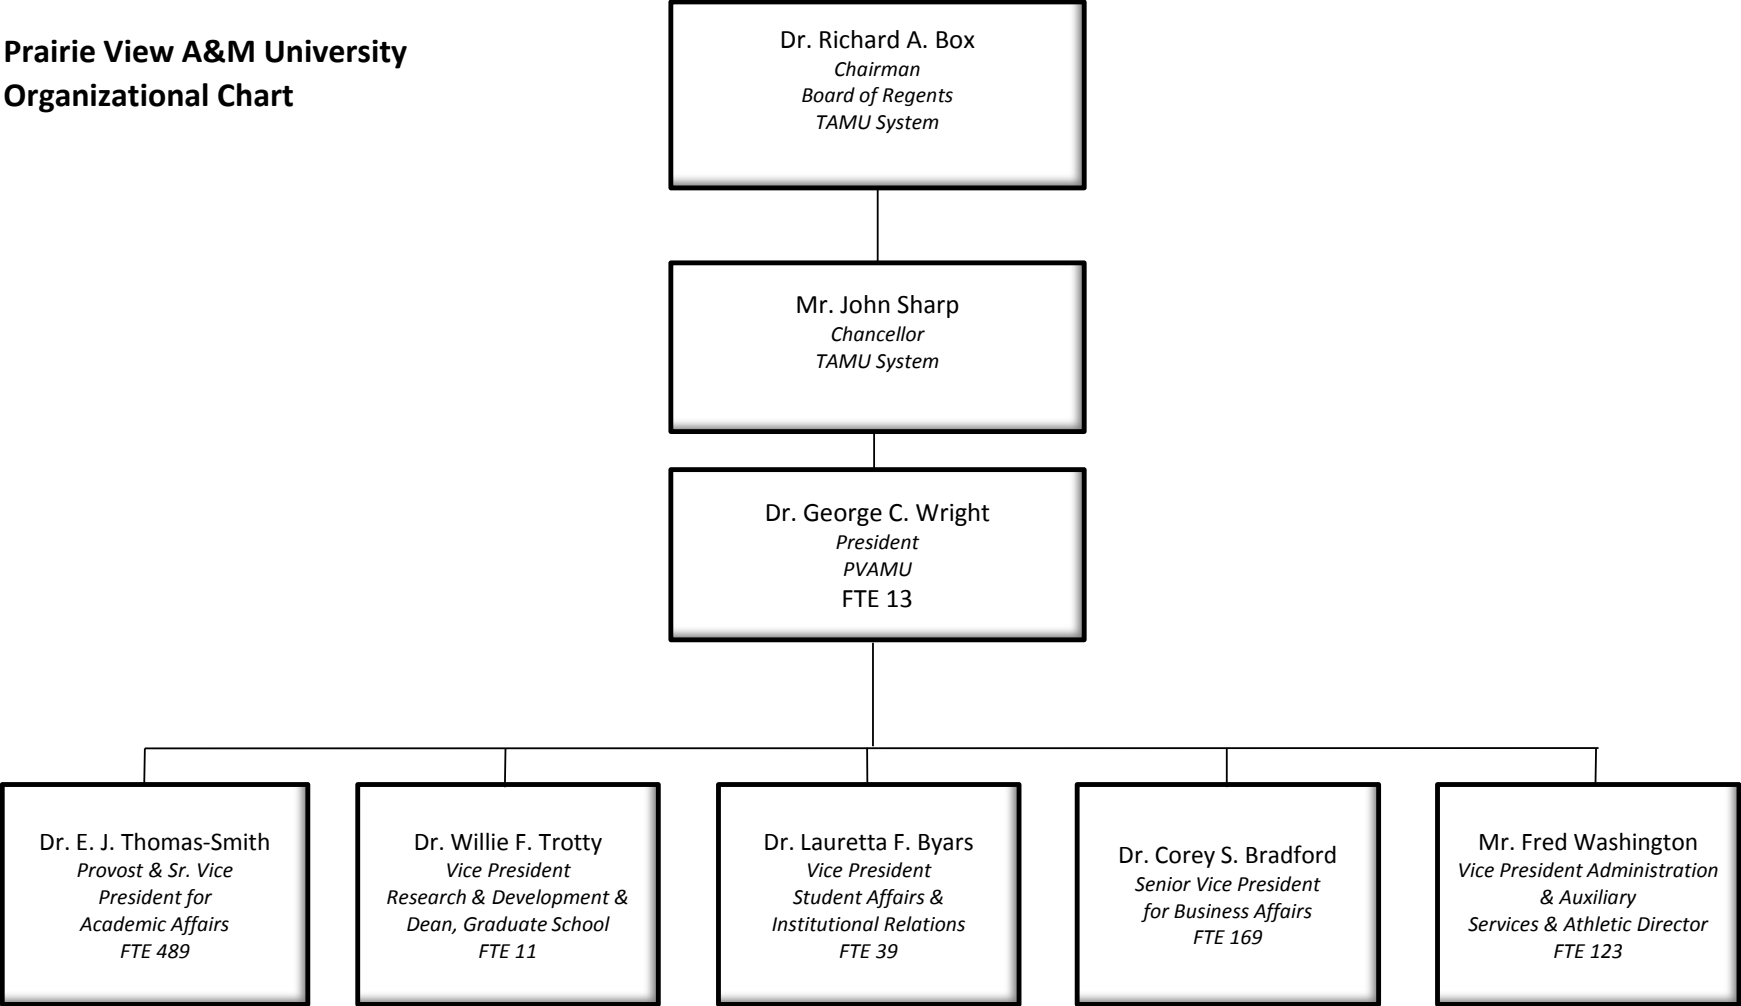 Prairie View A&M University
Organizational Chart
Dr. Richard A. Box
Chairman
Board of Regents
TAMU System
Mr. John Sharp
Chancellor
TAMU System
Dr. George C. Wright
President
PVAMU
FTE 13
Dr. E. J. Thomas-Smith
Provost & Sr. Vice
President for
Academic Affairs
FTE 489
Dr. Willie F. Trotty
Vice President
Research & Development &
Dean, Graduate School
FTE 11
Dr. Lauretta F. Byars
Vice President
Student Affairs &
Institutional Relations
FTE 39
Dr. Corey S. Bradford
Senior Vice President
for Business Affairs
FTE 169
Mr. Fred Washington
Vice President Administration
& Auxiliary
Services & Athletic Director
FTE 123